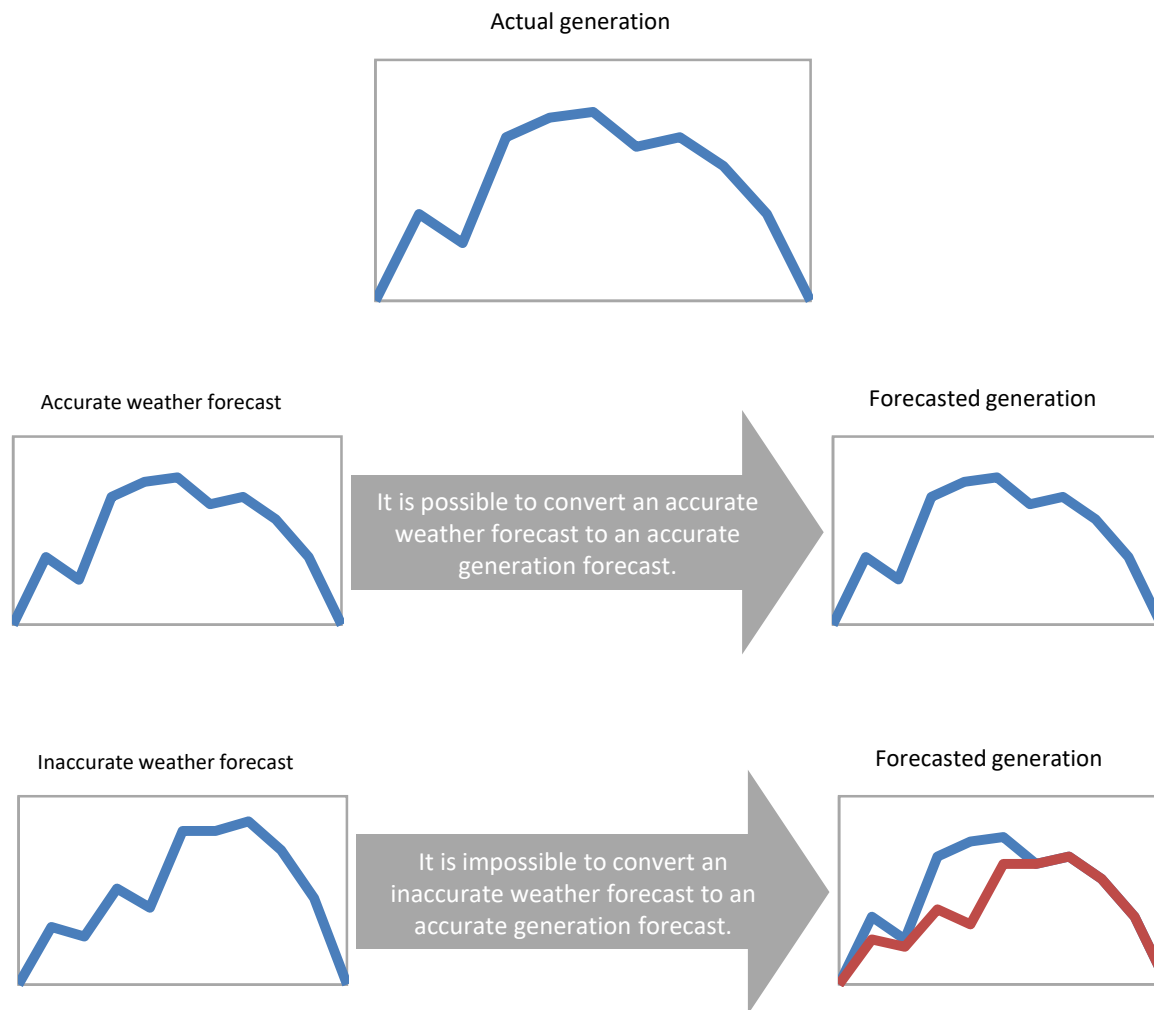 Actual generation
Accurate weather forecast
Forecasted generation
It is possible to convert an accurate
weather forecast to an accurate
generation forecast.
Inaccurate weather forecast
Forecasted generation
It is impossible to convert an
inaccurate weather forecast to an
accurate generation forecast.